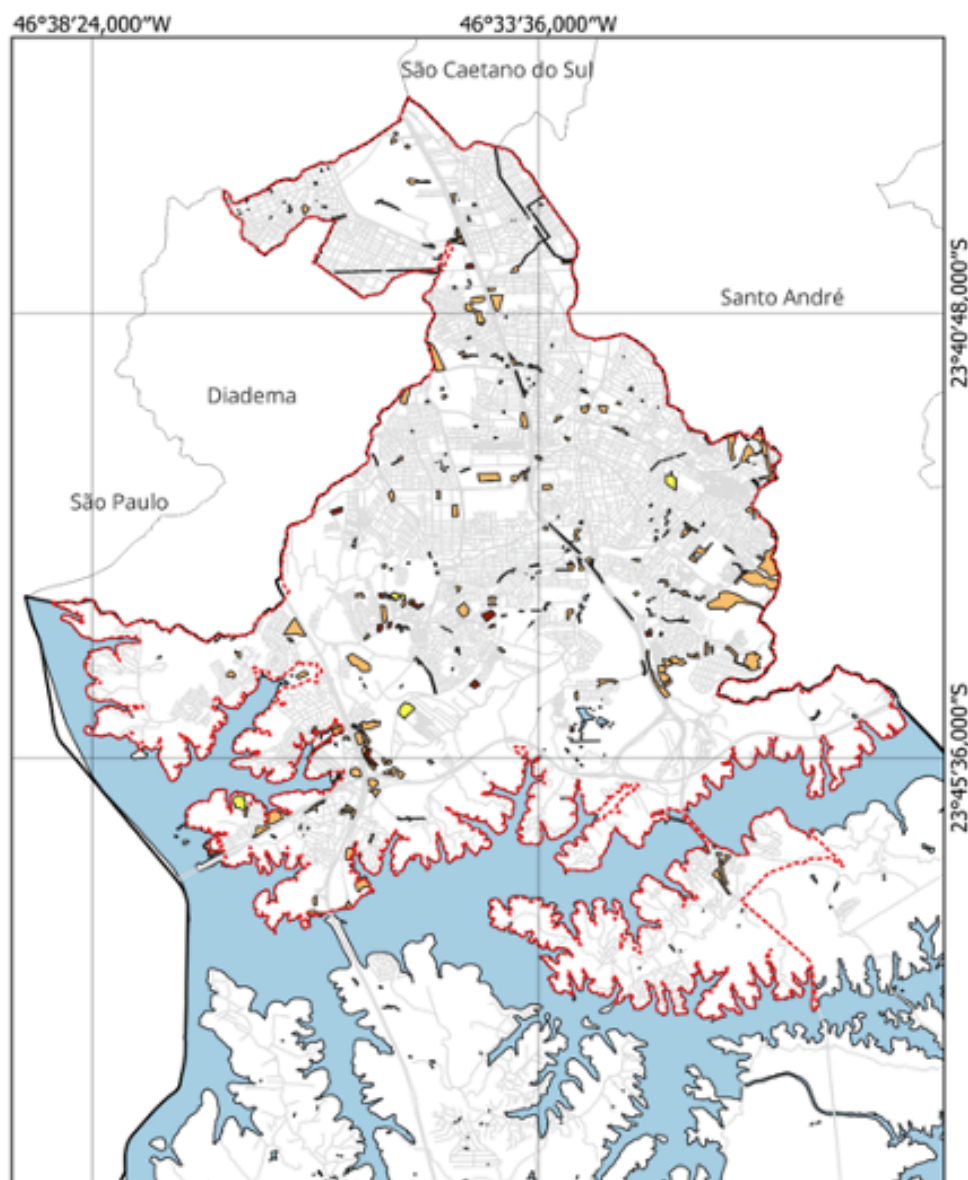 46°38′24,000″W
46°33′36,000″W
São Caetano do Sul
Santo André
23°40′48,000″S
Diadema
São Paulo
23°45′36,000″S